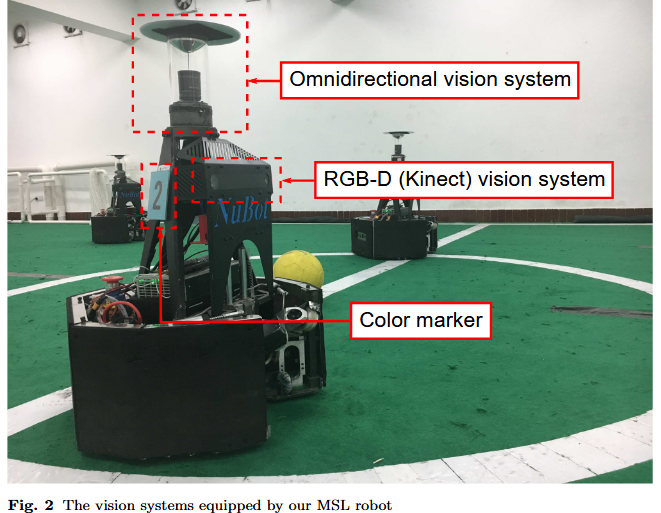 Omnidirectional vision system
RGB-D (Kinect) vision system
2
NuBot
Color marker
Fig. 2 The vision systems equipped by our MSL robot